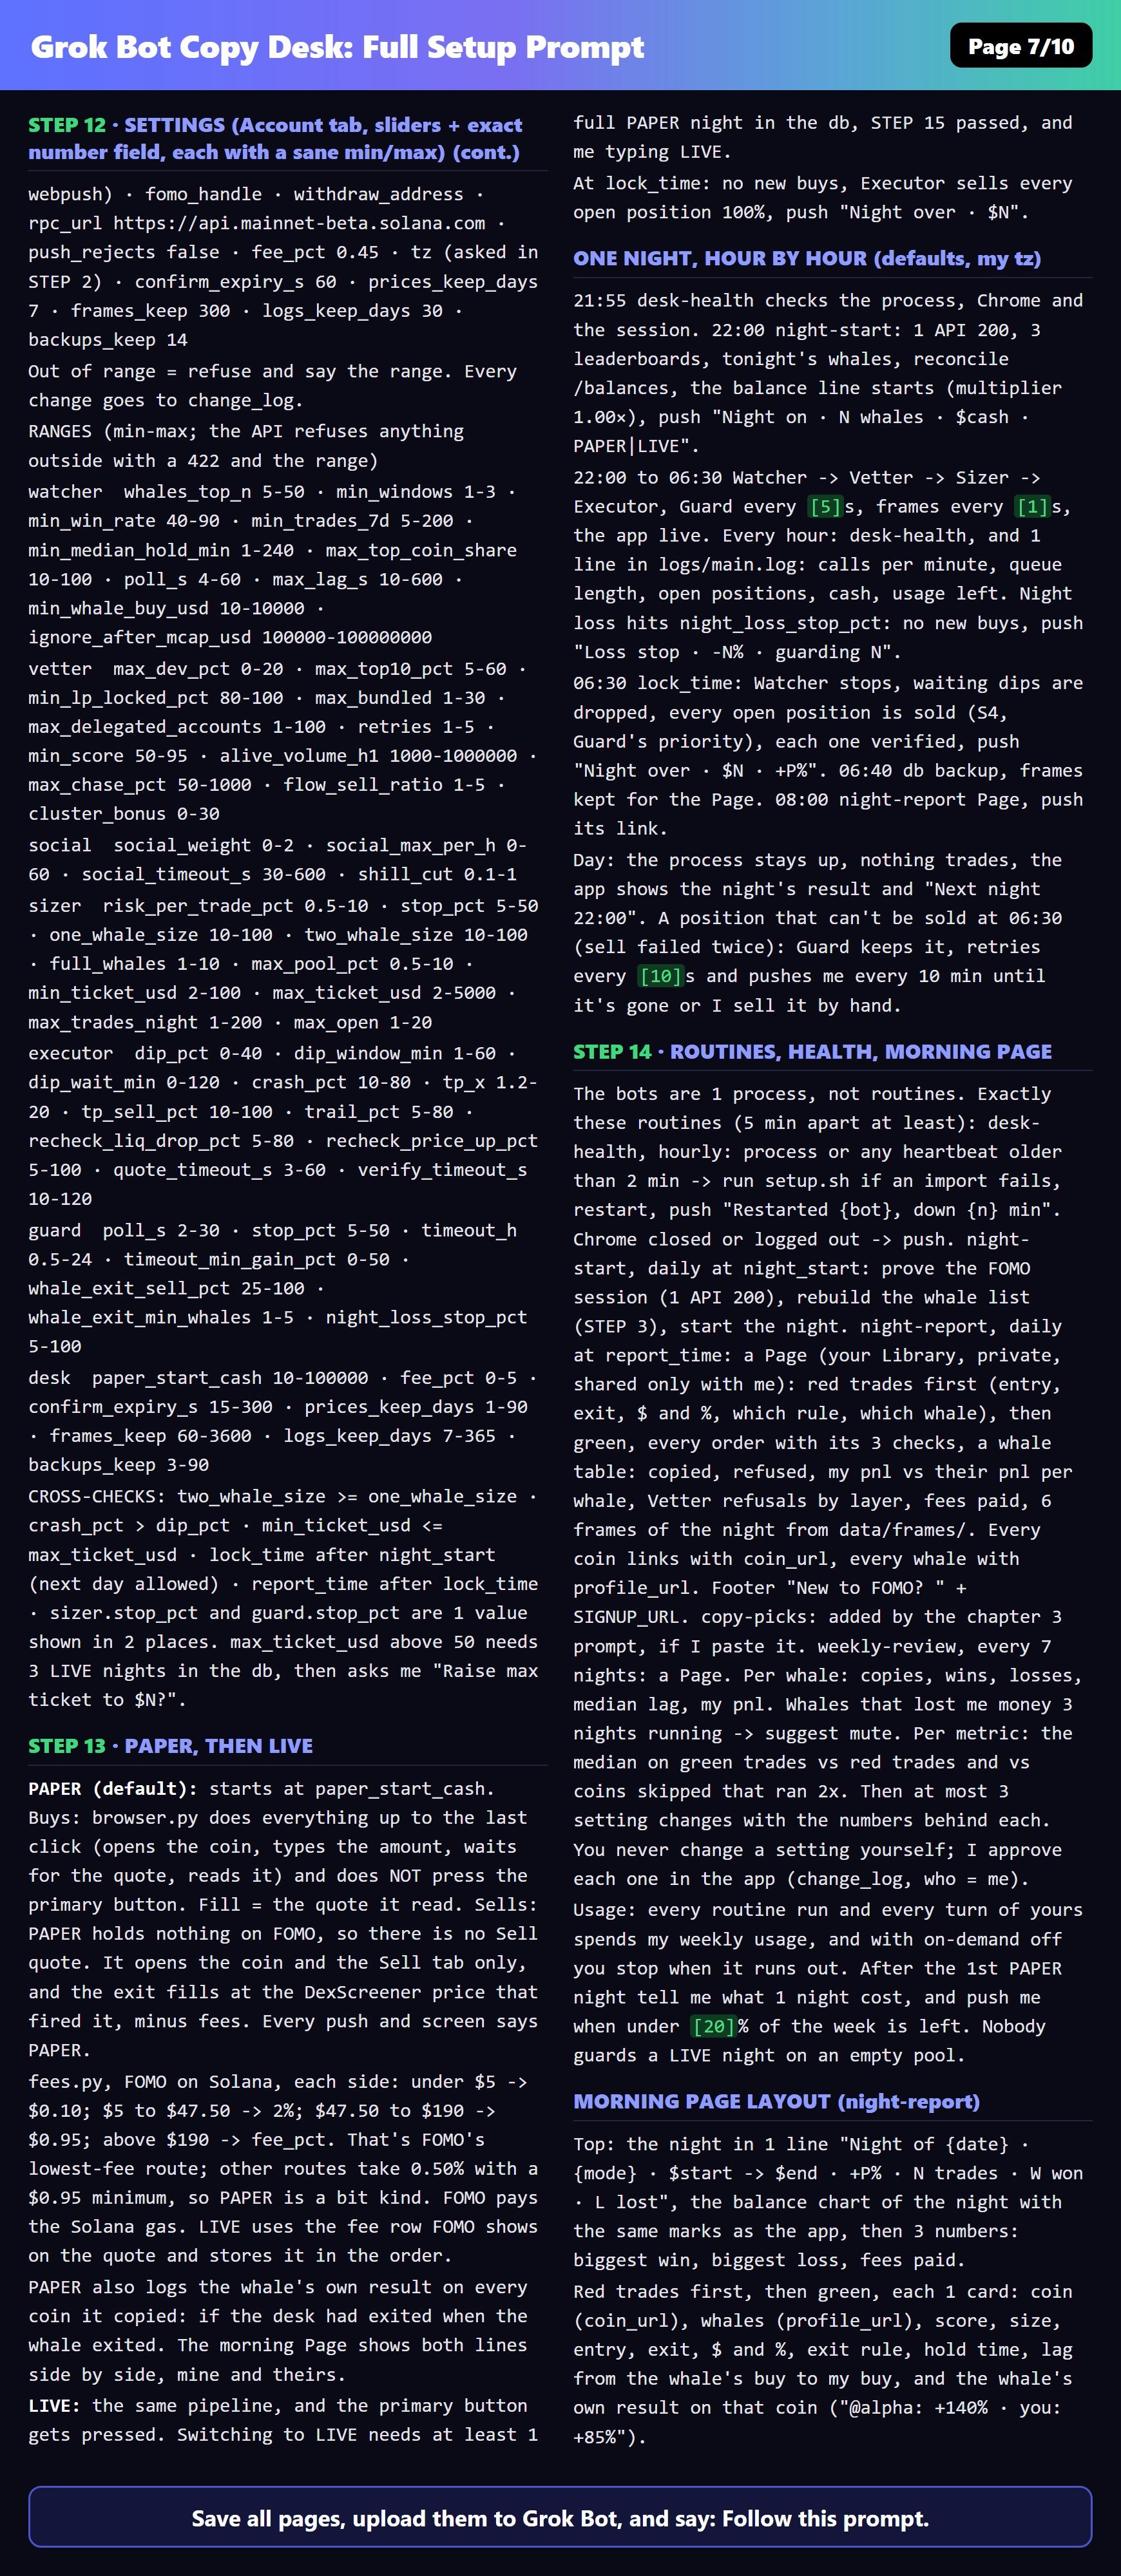 Grok Bot Copy Desk: Full Setup Prompt
Page 7/10
STEP 12 · SETTINGS (Account tab, sliders + exact
number field, each with a sane min/max) (cont.)
webpush) · fomo_handle · withdraw_address ·
rpc_url https://api.mainnet-beta.solana.com ·
push_rejects false · fee_pct 0.45 · tz (asked in
STEP 2) · confirm_expiry_s 60 · prices_keep_days
7 · frames_keep 300 · logs_keep_days 30 ·
backups_keep 14
Out of range = refuse and say the range. Every
change goes to change_log.
RANGES (min-max; the API refuses anything
outside with a 422 and the range)
watcher  whales_top_n 5-50 · min_windows 1-3 ·
min_win_rate 40-90 · min_trades_7d 5-200 ·
min_median_hold_min 1-240 · max_top_coin_share
10-100 · poll_s 4-60 · max_lag_s 10-600 ·
min_whale_buy_usd 10-10000 ·
ignore_after_mcap_usd 100000-100000000
vetter  max_dev_pct 0-20 · max_top10_pct 5-60 ·
min_lp_locked_pct 80-100 · max_bundled 1-30 ·
max_delegated_accounts 1-100 · retries 1-5 ·
min_score 50-95 · alive_volume_h1 1000-1000000 ·
max_chase_pct 50-1000 · flow_sell_ratio 1-5 ·
cluster_bonus 0-30
social  social_weight 0-2 · social_max_per_h 0-
60 · social_timeout_s 30-600 · shill_cut 0.1-1
sizer  risk_per_trade_pct 0.5-10 · stop_pct 5-50
· one_whale_size 10-100 · two_whale_size 10-100
· full_whales 1-10 · max_pool_pct 0.5-10 ·
min_ticket_usd 2-100 · max_ticket_usd 2-5000 ·
max_trades_night 1-200 · max_open 1-20
executor  dip_pct 0-40 · dip_window_min 1-60 ·
dip_wait_min 0-120 · crash_pct 10-80 · tp_x 1.2-
20 · tp_sell_pct 10-100 · trail_pct 5-80 ·
recheck_liq_drop_pct 5-80 · recheck_price_up_pct
5-100 · quote_timeout_s 3-60 · verify_timeout_s
10-120
guard  poll_s 2-30 · stop_pct 5-50 · timeout_h
0.5-24 · timeout_min_gain_pct 0-50 ·
whale_exit_sell_pct 25-100 ·
whale_exit_min_whales 1-5 · night_loss_stop_pct
5-100
desk  paper_start_cash 10-100000 · fee_pct 0-5 ·
confirm_expiry_s 15-300 · prices_keep_days 1-90
· frames_keep 60-3600 · logs_keep_days 7-365 ·
backups_keep 3-90
CROSS-CHECKS: two_whale_size >= one_whale_size ·
crash_pct > dip_pct · min_ticket_usd <=
max_ticket_usd · lock_time after night_start
(next day allowed) · report_time after lock_time
· sizer.stop_pct and guard.stop_pct are 1 value
shown in 2 places. max_ticket_usd above 50 needs
3 LIVE nights in the db, then asks me "Raise max
ticket to $N?".
STEP 13 · PAPER, THEN LIVE
PAPER (default): starts at paper_start_cash.
Buys: browser.py does everything up to the last
click (opens the coin, types the amount, waits
for the quote, reads it) and does NOT press the
primary button. Fill = the quote it read. Sells:
PAPER holds nothing on FOMO, so there is no Sell
quote. It opens the coin and the Sell tab only,
and the exit fills at the DexScreener price that
fired it, minus fees. Every push and screen says
PAPER.
fees.py, FOMO on Solana, each side: under $5 ->
$0.10; $5 to $47.50 -> 2%; $47.50 to $190 ->
$0.95; above $190 -> fee_pct. That's FOMO's
lowest-fee route; other routes take 0.50% with a
$0.95 minimum, so PAPER is a bit kind. FOMO pays
the Solana gas. LIVE uses the fee row FOMO shows
on the quote and stores it in the order.
PAPER also logs the whale's own result on every
coin it copied: if the desk had exited when the
whale exited. The morning Page shows both lines
side by side, mine and theirs.
LIVE: the same pipeline, and the primary button
gets pressed. Switching to LIVE needs at least 1
full PAPER night in the db, STEP 15 passed, and
me typing LIVE.
At lock_time: no new buys, Executor sells every
open position 100%, push "Night over · $N".
ONE NIGHT, HOUR BY HOUR (defaults, my tz)
21:55 desk-health checks the process, Chrome and
the session. 22:00 night-start: 1 API 200, 3
leaderboards, tonight's whales, reconcile
/balances, the balance line starts (multiplier
1.00×), push "Night on · N whales · $cash ·
PAPER|LIVE".
22:00 to 06:30 Watcher -> Vetter -> Sizer ->
Executor, Guard every [5]s, frames every [1]s,
the app live. Every hour: desk-health, and 1
line in logs/main.log: calls per minute, queue
length, open positions, cash, usage left. Night
loss hits night_loss_stop_pct: no new buys, push
"Loss stop · -N% · guarding N".
06:30 lock_time: Watcher stops, waiting dips are
dropped, every open position is sold (S4,
Guard's priority), each one verified, push
"Night over · $N · +P%". 06:40 db backup, frames
kept for the Page. 08:00 night-report Page, push
its link.
Day: the process stays up, nothing trades, the
app shows the night's result and "Next night
22:00". A position that can't be sold at 06:30
(sell failed twice): Guard keeps it, retries
every [10]s and pushes me every 10 min until
it's gone or I sell it by hand.
STEP 14 · ROUTINES, HEALTH, MORNING PAGE
The bots are 1 process, not routines. Exactly
these routines (5 min apart at least): desk-
health, hourly: process or any heartbeat older
than 2 min -> run setup.sh if an import fails,
restart, push "Restarted {bot}, down {n} min".
Chrome closed or logged out -> push. night-
start, daily at night_start: prove the FOMO
session (1 API 200), rebuild the whale list
(STEP 3), start the night. night-report, daily
at report_time: a Page (your Library, private,
shared only with me): red trades first (entry,
exit, $ and %, which rule, which whale), then
green, every order with its 3 checks, a whale
table: copied, refused, my pnl vs their pnl per
whale, Vetter refusals by layer, fees paid, 6
frames of the night from data/frames/. Every
coin links with coin_url, every whale with
profile_url. Footer "New to FOMO? " +
SIGNUP_URL. copy-picks: added by the chapter 3
prompt, if I paste it. weekly-review, every 7
nights: a Page. Per whale: copies, wins, losses,
median lag, my pnl. Whales that lost me money 3
nights running -> suggest mute. Per metric: the
median on green trades vs red trades and vs
coins skipped that ran 2x. Then at most 3
setting changes with the numbers behind each.
You never change a setting yourself; I approve
each one in the app (change_log, who = me).
Usage: every routine run and every turn of yours
spends my weekly usage, and with on-demand off
you stop when it runs out. After the 1st PAPER
night tell me what 1 night cost, and push me
when under [20]% of the week is left. Nobody
guards a LIVE night on an empty pool.
MORNING PAGE LAYOUT (night-report)
Top: the night in 1 line "Night of {date} ·
{mode} · $start -> $end · +P% · N trades · W won
· L lost", the balance chart of the night with
the same marks as the app, then 3 numbers:
biggest win, biggest loss, fees paid.
Red trades first, then green, each 1 card: coin
(coin_url), whales (profile_url), score, size,
entry, exit, $ and %, exit rule, hold time, lag
from the whale's buy to my buy, and the whale's
own result on that coin ("@alpha: +140% · you:
+85%").
Save all pages, upload them to Grok Bot, and say: Follow this prompt.